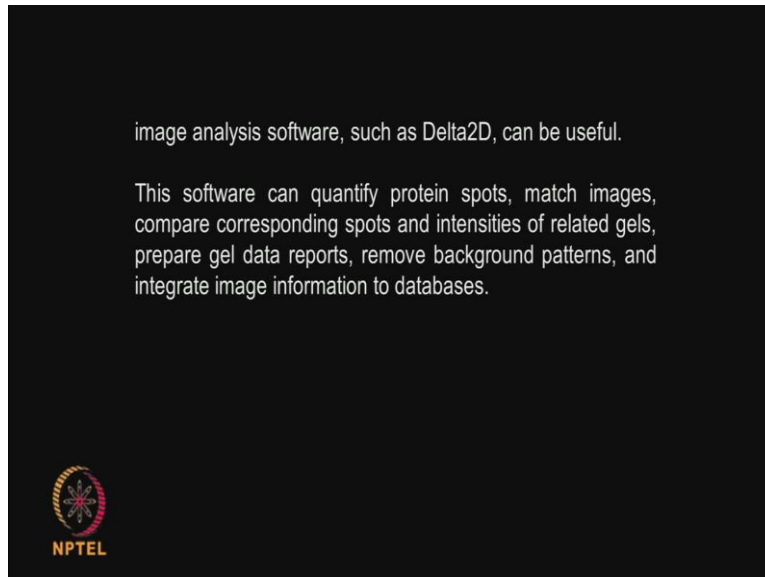 image analysis software, such as Delta2D, can be useful.
This software can quantify protein spots, match images,
compare corresponding spots and intensities of related gels,
prepare gel data reports, remove background patterns, and
integrate image information to databases.
NPTEL